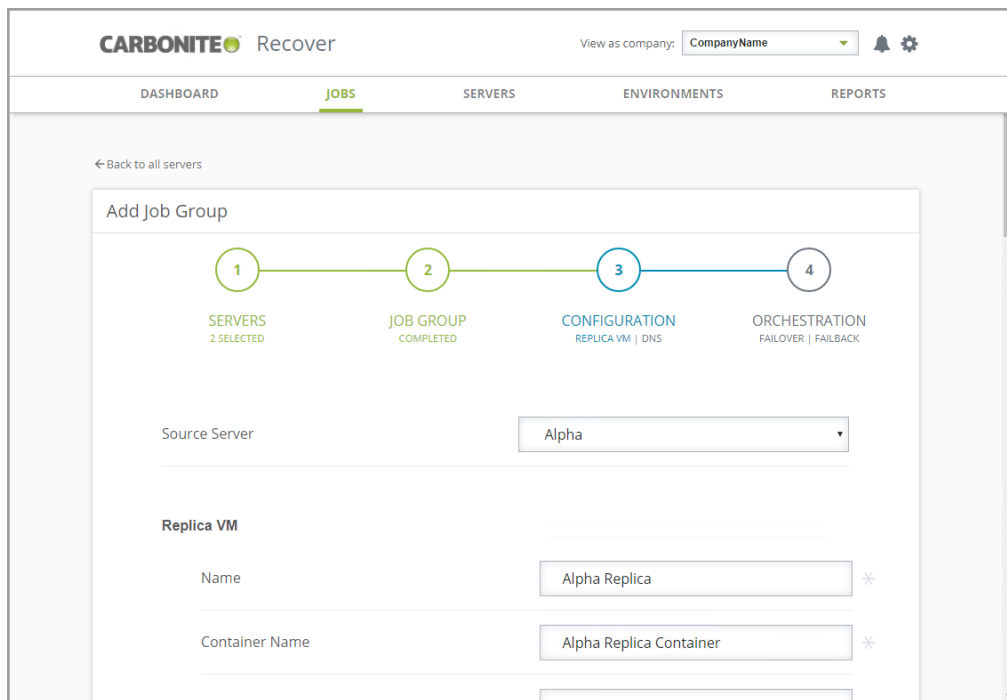 CARBONITE Recover
View as company: CompanyName
DASHBOARD JOBS SERVERS ENVIRONMENTS REPORTS
Back to all servers
Add Job Group
1 2 3 4
SERVERS JOB GROUP CONFIGURATION ORCHESTRATION
2 SELECTED COMPLETED REPLICA VM | DNS FAILOVER | FAILBACK
Source Server Alpha
Replica VM
Name Alpha Replica
Container Name Alpha Replica Container